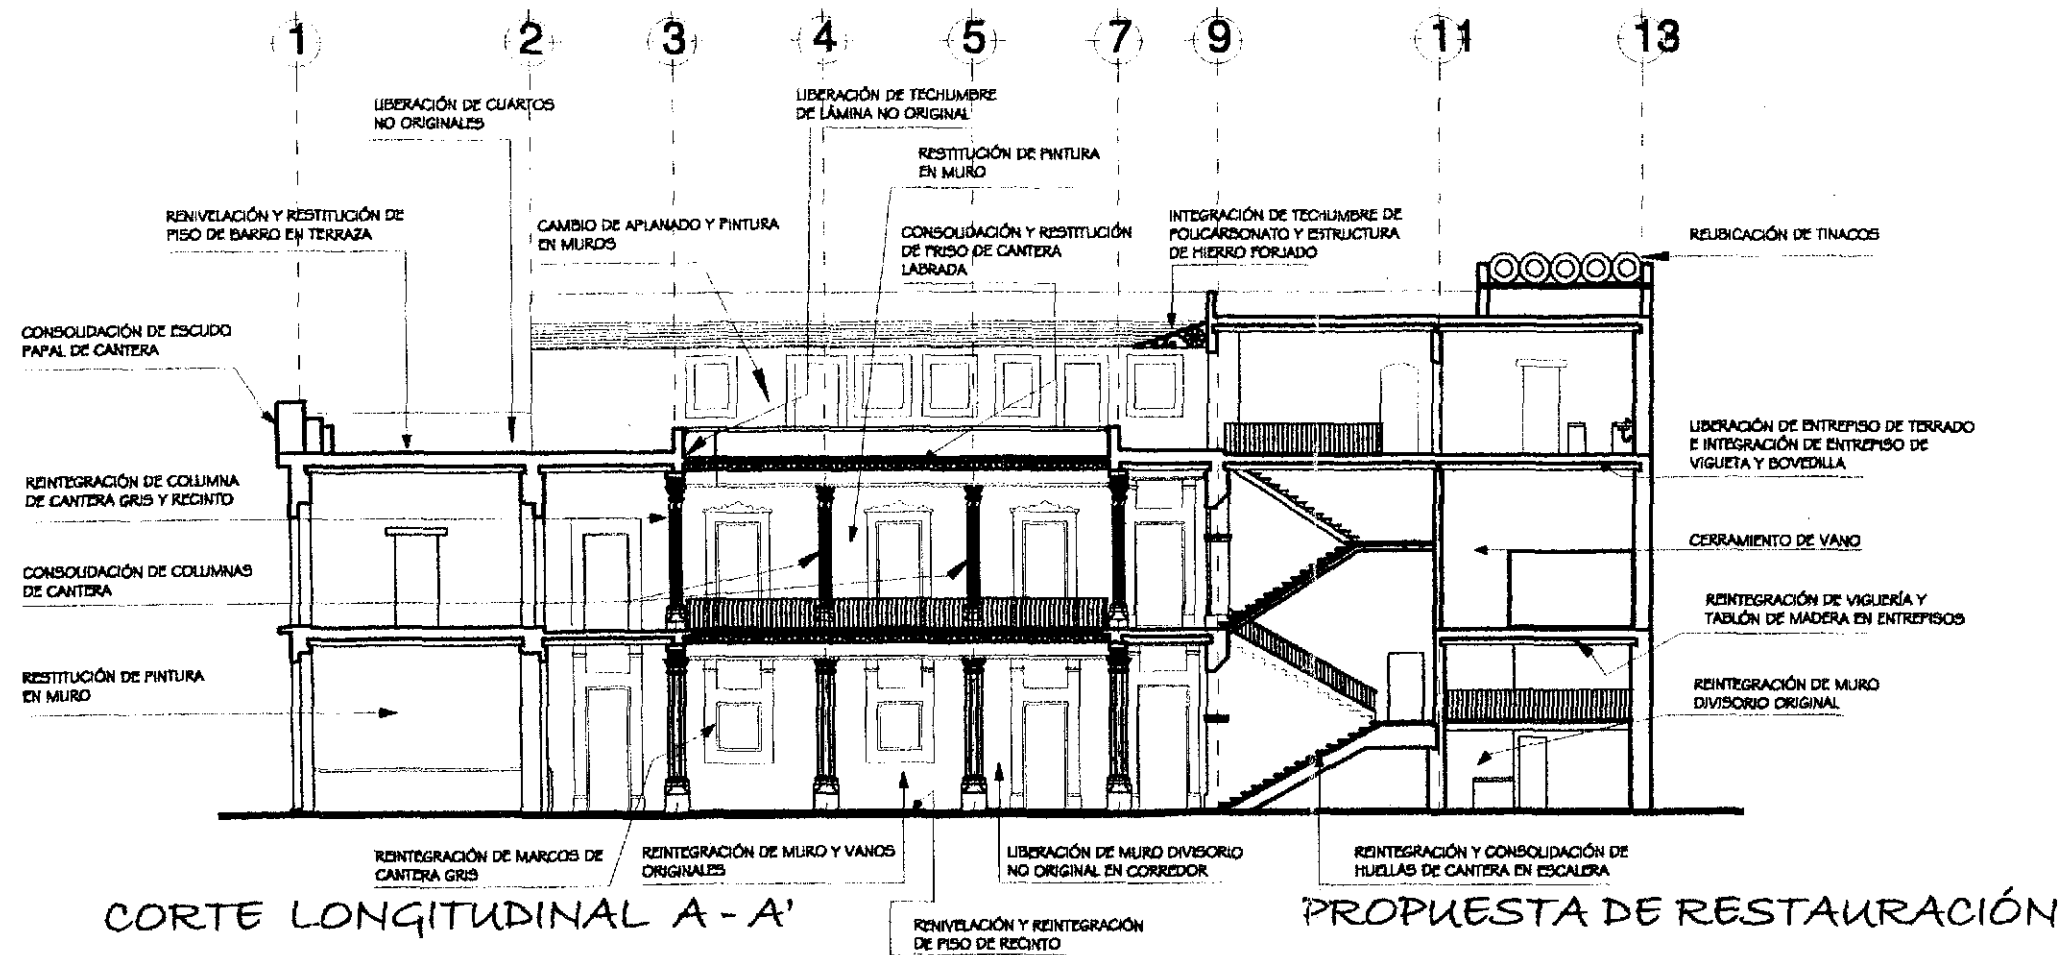 1 2 3 4 5 7 9 11 13
LIBERACIÓN DE CUARTOS
NO ORIGINALES
LIBERACIÓN DE TECHUMBRE
DE LÁMINA NO ORIGINAL
RESTITUCIÓN DE PINTURA
EN MURO
RENIVELACIÓN Y RESTITUCIÓN DE
PISO DE BARRO EN TERRAZA
CAMBIO DE APLANADO Y PINTURA
EN MUROS
CONSOLIDACIÓN Y RESTITUCIÓN
DE FRISO DE CANTERA
LABRADA
INTEGRACIÓN DE TECHUMBRE DE
POLICARBONATO Y ESTRUCTURA
DE HIERRO FORJADO
REUBICACIÓN DE TINACOS
CONSOLIDACIÓN DE ESCUDO
PAPAL DE CANTERA
LIBERACIÓN DE ENTREPISO DE TERRADO
E INTEGRACIÓN DE ENTREPISO DE
VIGUETA Y BOVEDILLA
REINTEGRACIÓN DE COLUMNA
DE CANTERA GRIS Y RECINTO
CERRAMIENTO DE VANO
CONSOLIDACIÓN DE COLUMNAS
DE CANTERA
REINTEGRACIÓN DE VIGUERÍA Y
TABLÓN DE MADERA EN ENTREPISOS
RESTITUCIÓN DE PINTURA
EN MURO
REINTEGRACIÓN DE MURO
DIVISORIO ORIGINAL
REINTEGRACIÓN DE MARCOS DE
CANTERA GRIS
REINTEGRACIÓN DE MURO Y VANOS
ORIGINALES
LIBERACIÓN DE MURO DIVISORIO
NO ORIGINAL EN CORREDOR
REINTEGRACIÓN Y CONSOLIDACIÓN DE
HUELLAS DE CANTERA EN ESCALERA
CORTE LONGITUDINAL A - A'
RENIVELACIÓN Y REINTEGRACIÓN
DE PISO DE RECINTO
PROPUESTA DE RESTAURACIÓN